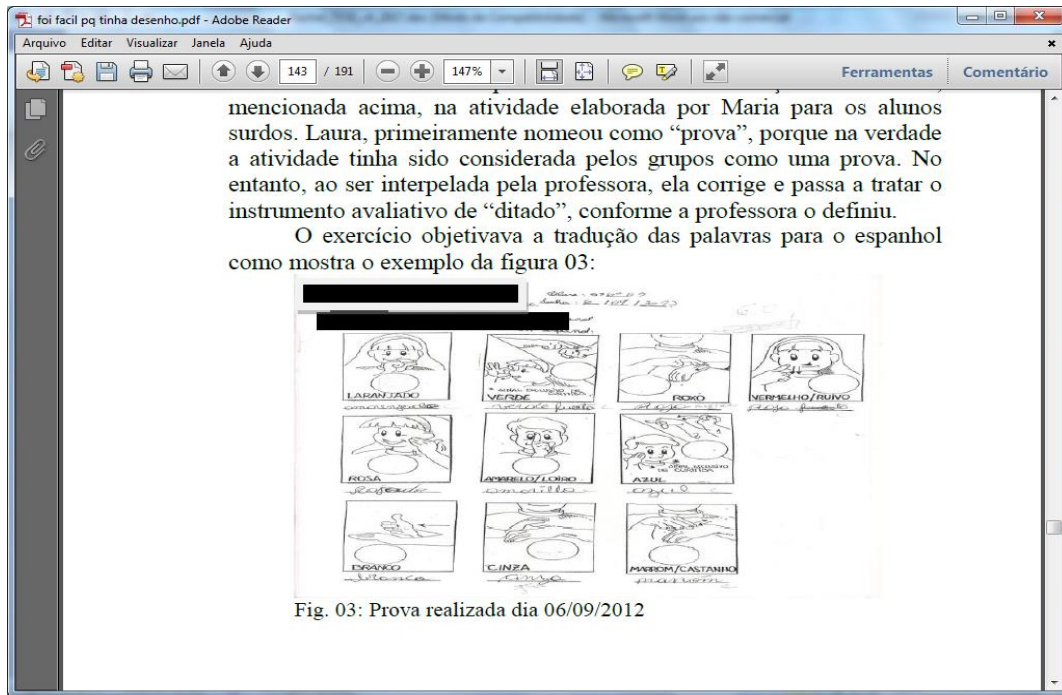 foi facil pq tinha desenho.pdf - Adobe Reader
Arquivo Editar Visualizar Janela Ajuda
143 / 191 147% Ferramentas Comentário
mencionada acima, na atividade elaborada por Maria para os alunos
surdos. Laura, primeiramente nomeou como “prova”, porque na verdade
a atividade tinha sido considerada pelos grupos como uma prova. No
entanto, ao ser interpelada pela professora, ela corrige e passa a tratar o
instrumento avaliativo de “ditado”, conforme a professora o definiu.
O exercício objetivava a tradução das palavras para o espanhol
como mostra o exemplo da figura 03:
LARANJADO VERDE ROXO VERMELHO/RUIVO
ROSA AMARELO/LOIRO AZUL
amarillo azul
BRANCO CINZA MARROM/CASTANHO
branco cinza marrom
Fig. 03: Prova realizada dia 06/09/2012